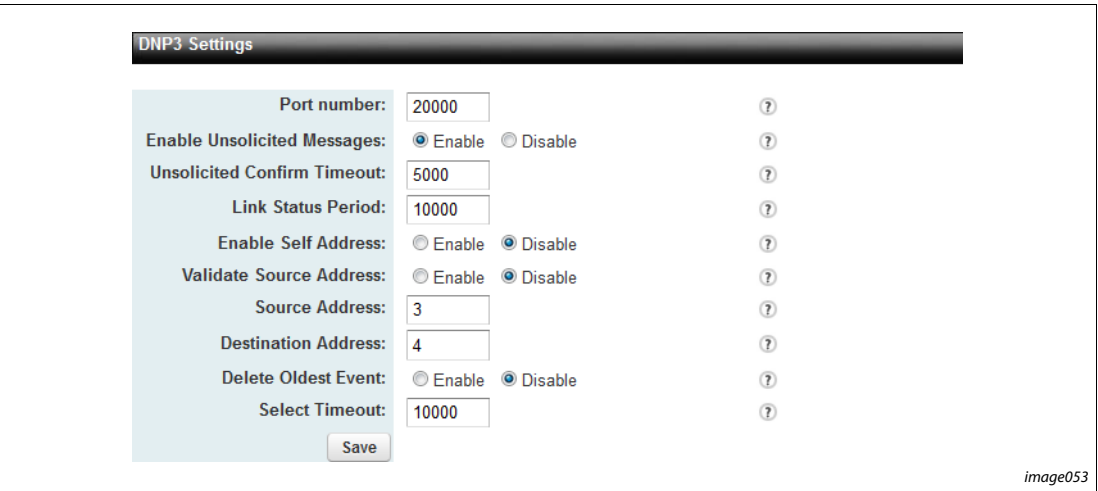 DNP3 Settings
Port number: 20000 ?
Enable Unsolicited Messages: Enable Disable ?
Unsolicited Confirm Timeout: 5000 ?
Link Status Period: 10000 ?
Enable Self Address: Enable Disable ?
Validate Source Address: Enable Disable ?
Source Address: 3 ?
Destination Address: 4 ?
Delete Oldest Event: Enable Disable ?
Select Timeout: 10000 ?
Save
image053